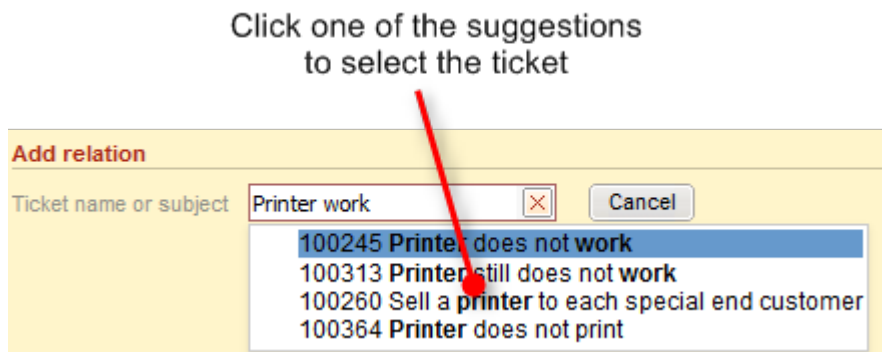 Click one of the suggestions
to select the ticket
Add relation
Ticket name or subject Printer work Cancel
100245 Printer does not work
100313 Printer still does not work
100260 Sell a printer to each special end customer
100364 Printer does not print